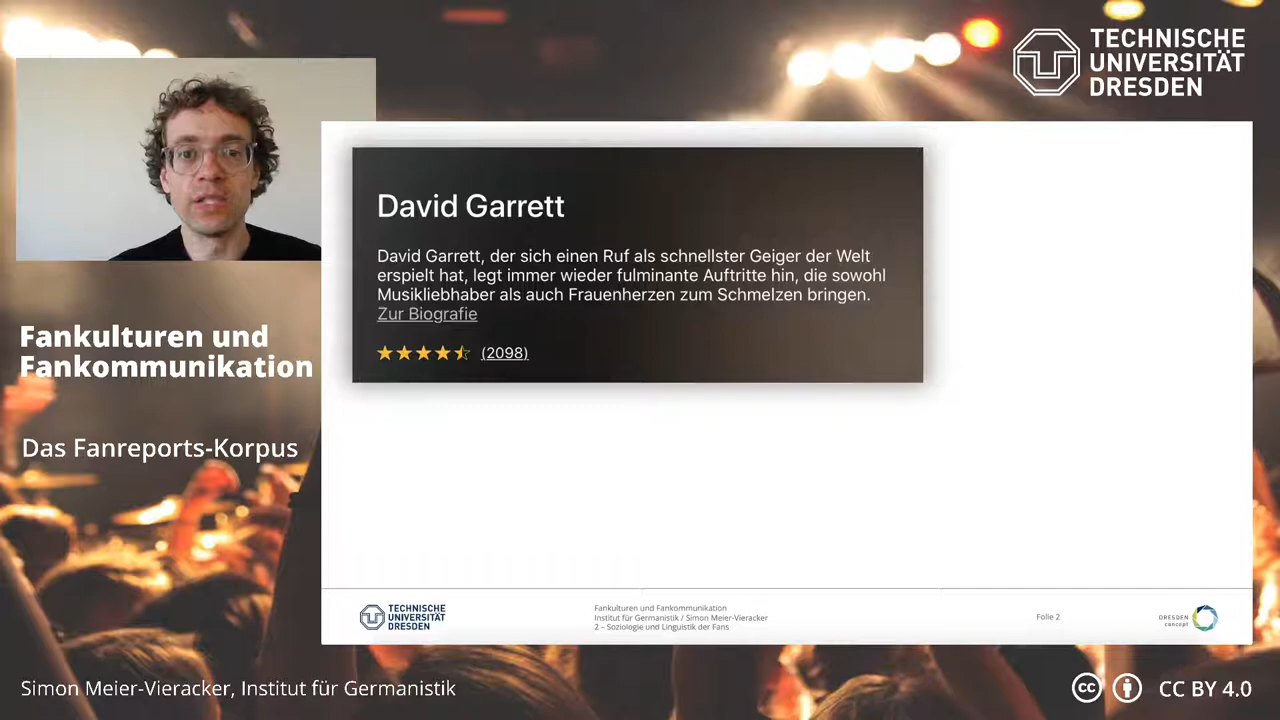 TECHNISCHE
UNIVERSITÄT
DRESDEN
David Garrett
David Garrett, der sich einen Ruf als schnellster Geiger der Welt
erspielt hat, legt immer wieder fulminante Auftritte hin, die sowohl
Musikliebhaber als auch Frauenherzen zum Schmelzen bringen.
Zur Biografie
(2098)
Fankulturen und
Fankommunikation
Das Fanreports-Korpus
TECHNISCHE
UNIVERSITÄT
DRESDEN
Fankulturen und Fankommunikation
Institut für Germanistik / Simon Meier-Vieracker
2 – Soziologie und Linguistik der Fans
Folie 2
DRESDEN
concept
Simon Meier-Vieracker, Institut für Germanistik
cc CC BY 4.0